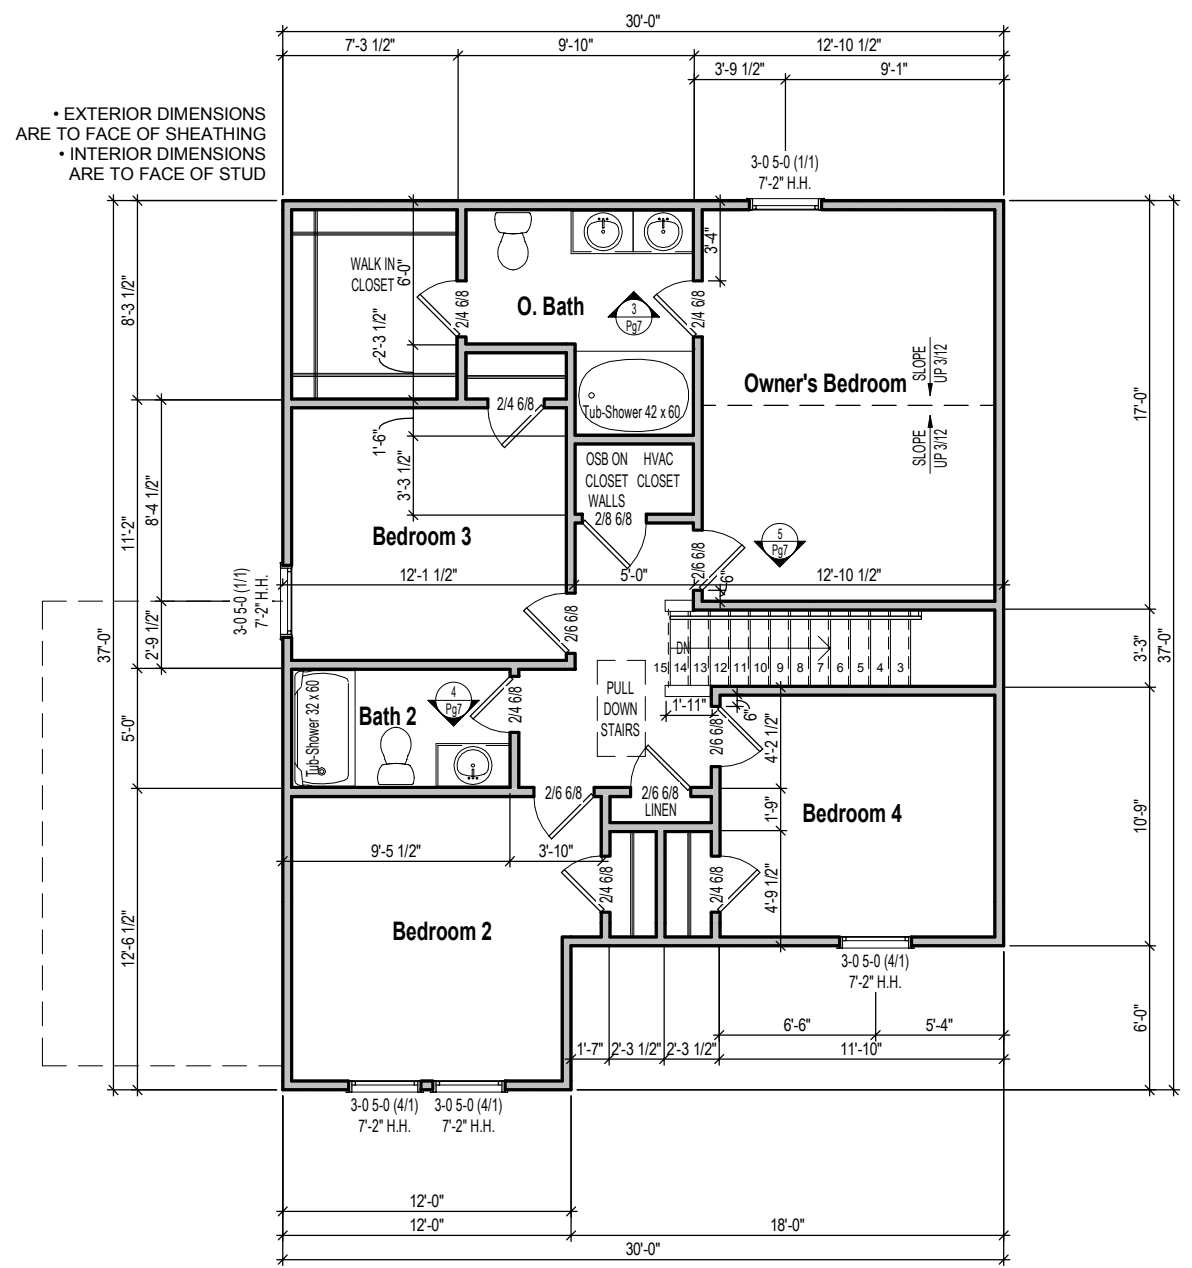 30'-0"
7'-3 1/2"
9'-10"
12'-10 1/2"
3'-9 1/2"
9'-1"
• EXTERIOR DIMENSIONS
ARE TO FACE OF SHEATHING
• INTERIOR DIMENSIONS
ARE TO FACE OF STUD
3-0 5-0 (1/1)
7'-2" H.H.
WALK IN
CLOSET
6'-0"
3'-4"
8'-3 1/2"
2/4 6/8
O. Bath
3
Pg7
2/4 6/8
2'-3 1/2"
SLOPE
UP 3/12
Owner's Bedroom
2/4 6/8
Tub-Shower 42 x 60
17'-0"
1'-6"
SLOPE
UP 3/12
OSB ON
CLOSET
WALLS
HVAC
CLOSET
3'-3 1/2"
8'-4 1/2"
11'-2"
2/8 6/8
Bedroom 3
5
Pg7
2/6 6/8
12'-1 1/2"
5'-0"
6"
12'-10 1/2"
3-0 5-0 (1/1)
7'-2" H.H.
2/6 6/8
37'-0"
2'-9 1/2"
DN
15 14 13 12 11 10 9 8 7 6 5 4 3
3'-3"
37'-0"
PULL
DOWN
STAIRS
1'-11"
6"
Tub-Shower 32 x 60
Bath 2
4
Pg7
2/4 6/8
2/6 6/8
4'-2 1/2"
5'-0"
2/6 6/8
2/6 6/8
LINEN
1'-9"
Bedroom 4
10'-9"
9'-5 1/2"
3'-10"
2/4 6/8
2/4 6/8
4'-9 1/2"
Bedroom 2
12'-6 1/2"
3-0 5-0 (4/1)
7'-2" H.H.
6'-6"
5'-4"
6'-0"
1'-7"
2'-3 1/2"
2'-3 1/2"
11'-10"
3-0 5-0 (4/1)
7'-2" H.H.
3-0 5-0 (4/1)
7'-2" H.H.
12'-0"
12'-0"
18'-0"
30'-0"